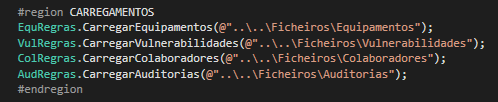 #region CARREGAMENTOS
EquRegras.CarregarEquipamentos(@"..\..\Ficheiros\Equipamentos");
VulRegras.CarregarVulnerabilidades(@"..\..\Ficheiros\Vulnerabilidades");
ColRegras.CarregarColaboradores(@"..\..\Ficheiros\Colaboradores");
AudRegras.CarregarAuditorias(@"..\..\Ficheiros\Auditorias");
#endregion